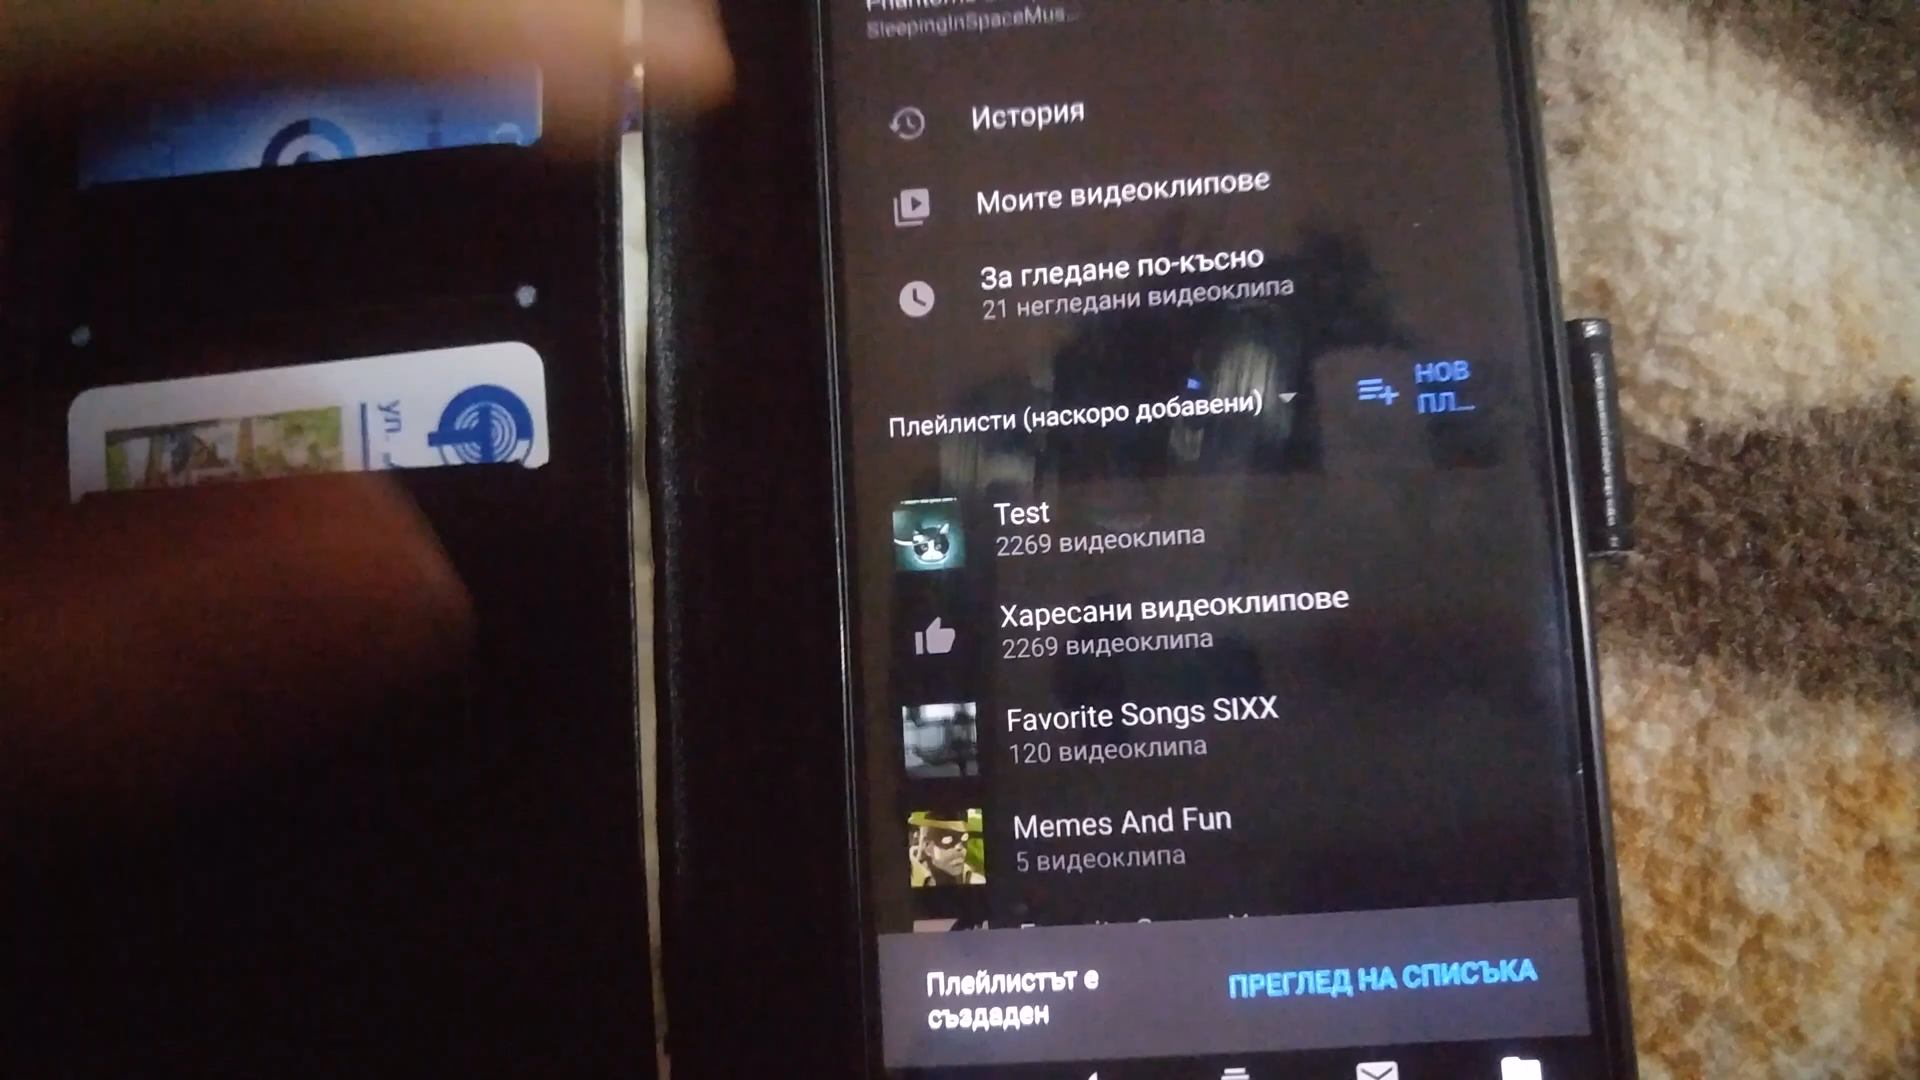 SleepingInSpaceMus...
История
Моите видеоклипове
За гледане по-късно
21 негледани видеоклипа
Плейлисти (наскоро добавени)
НОВ
ПЛ...
Test
2269 видеоклипа
Харесани видеоклипове
2269 видеоклипа
Favorite Songs SIXX
120 видеоклипа
Memes And Fun
5 видеоклипа
Плейлистът е
създаден
ПРЕГЛЕД НА СПИСЪКА
ул.